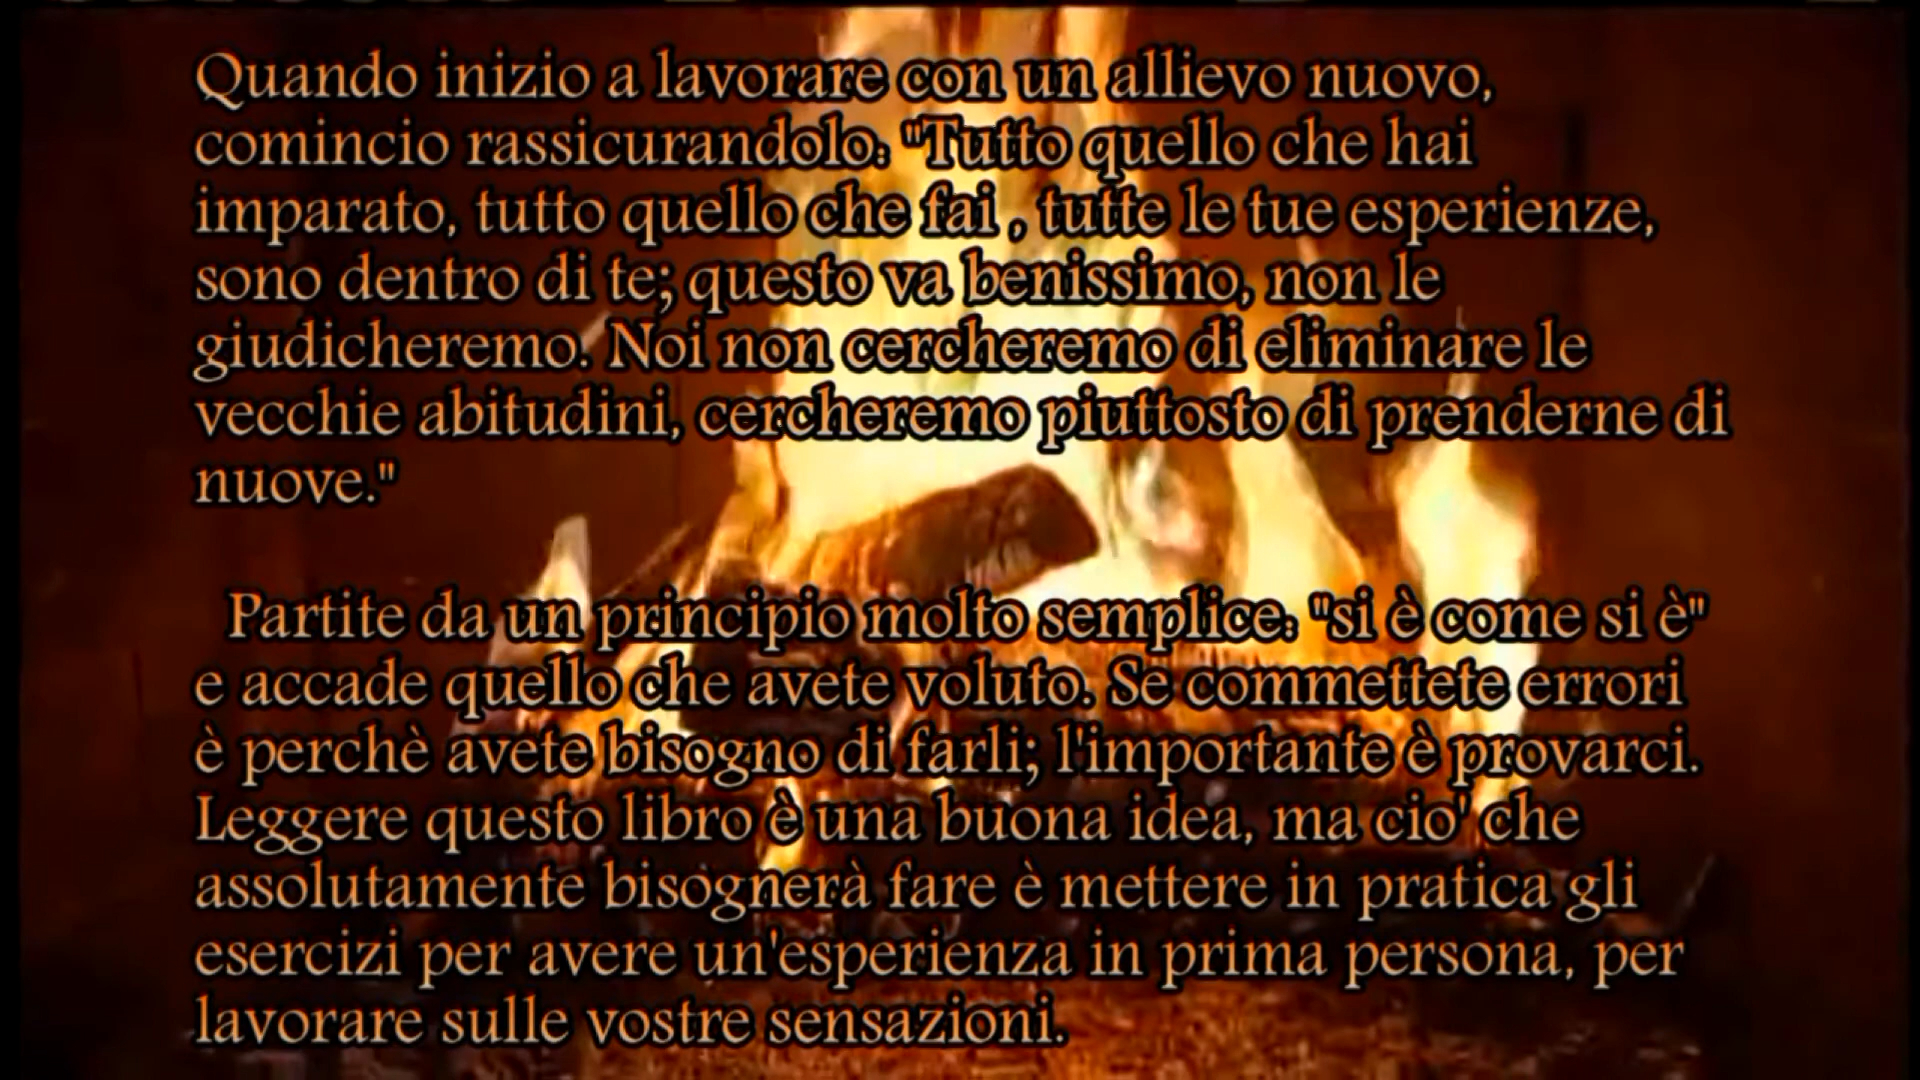 Quando inizio a lavorare con un allievo nuovo,
comincio rassicurandolo: "Tutto quello che hai
imparato, tutto quello che fai , tutte le tue esperienze,
sono dentro di te; questo va benissimo, non le
giudicheremo. Noi non cercheremo di eliminare le
vecchie abitudini, cercheremo piuttosto di prenderne di
nuove."
Partite da un principio molto semplice: "si è come si è"
e accade quello che avete voluto. Se commettete errori
è perchè avete bisogno di farli; l'importante è provarci.
Leggere questo libro è una buona idea, ma cio' che
assolutamente bisognerà fare è mettere in pratica gli
esercizi per avere un'esperienza in prima persona, per
lavorare sulle vostre sensazioni.